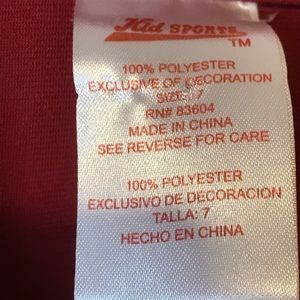 Kid SPORTS
TM
100% POLYESTER
EXCLUSIVE OF DECORATION
SIZE: 7
RN# 83604
MADE IN CHINA
SEE REVERSE FOR CARE
100% POLYESTER
EXCLUSIVO DE DECORACION
TALLA: 7
HECHO EN CHINA